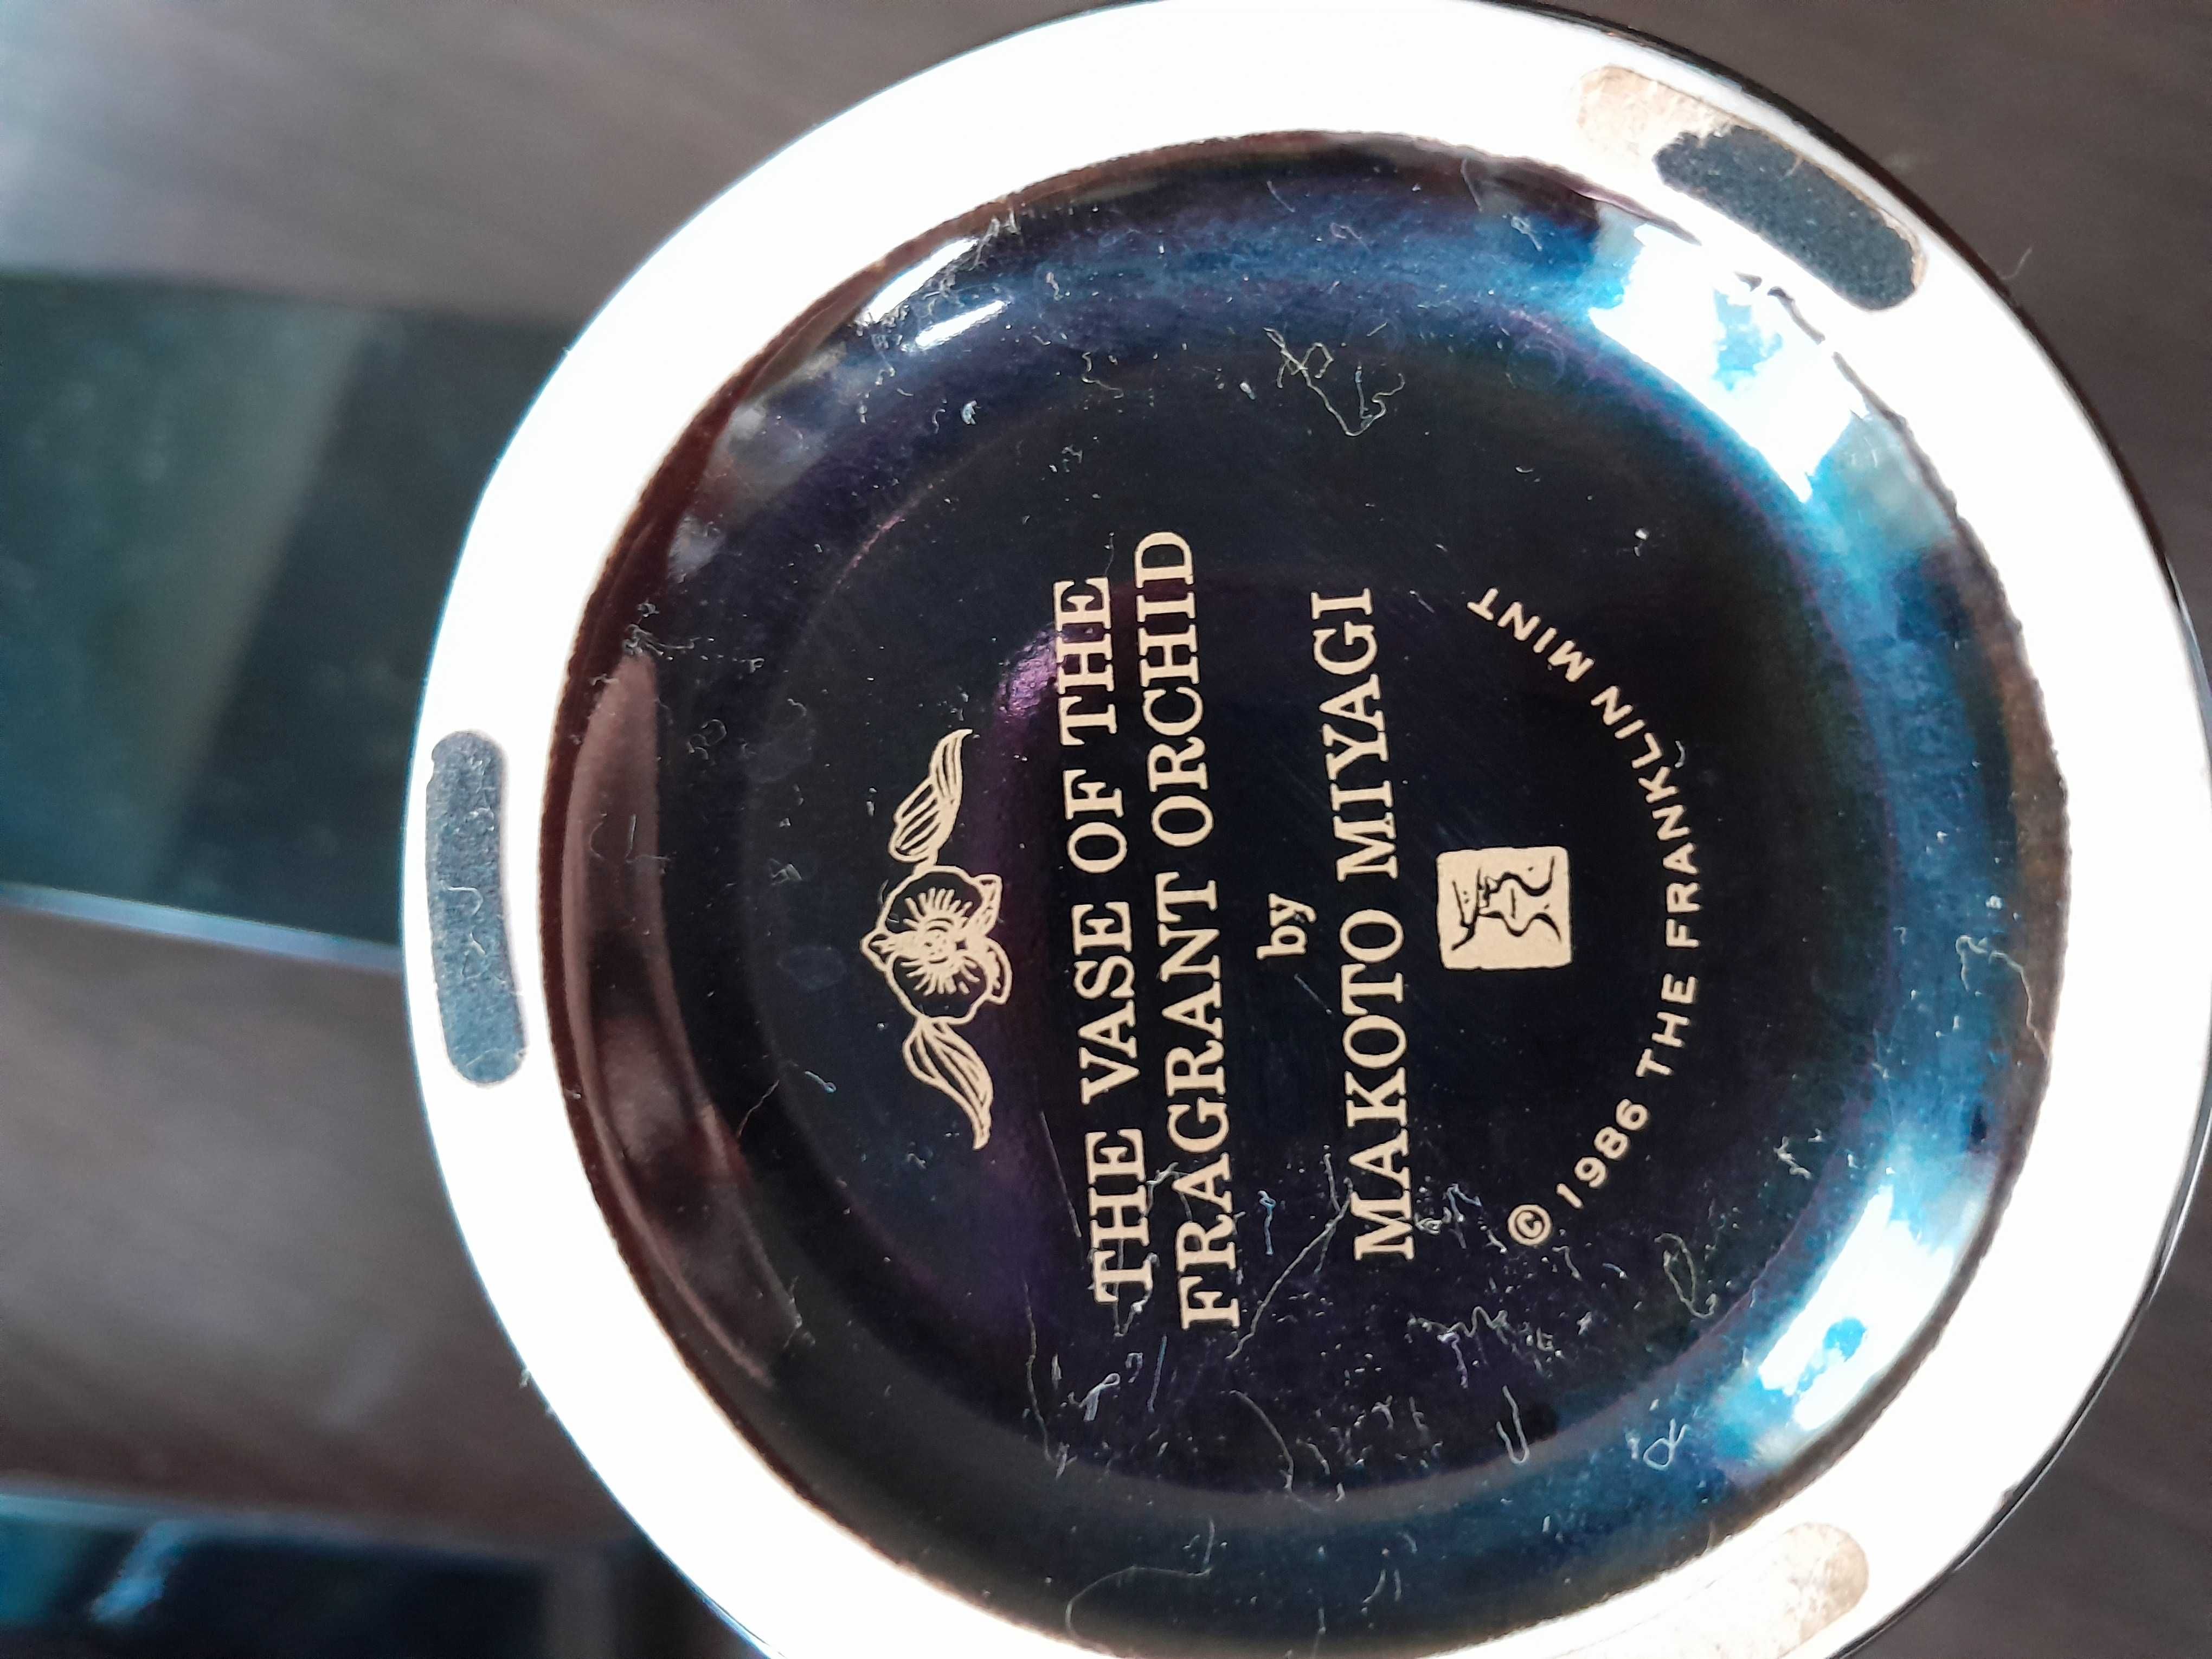 THE VASE OF THE
FRAGRANT ORCHID
by
MAKOTO MIYAGI
© 1986 THE FRANKLIN MINT